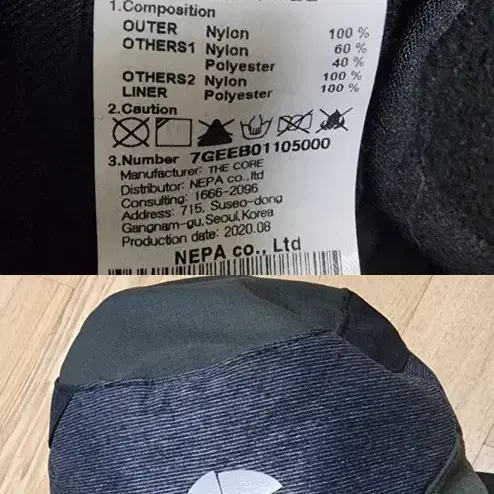 1.Composition
OUTER Nylon 100 %
OTHERS1 Nylon 60 %
Polyester 40 %
OTHERS2 Nylon 100 %
LINER Polyester 100 %
2.Caution
3.Number 7GEEB01105000
Manufacturer: THE CORE
Distributor: NEPA co.,ltd
Consulting: 1666-2096
Address: 715, Suseo-dong
Gangnam-gu, Seoul, Korea
Production date: 2020.08
NEPA co., Ltd